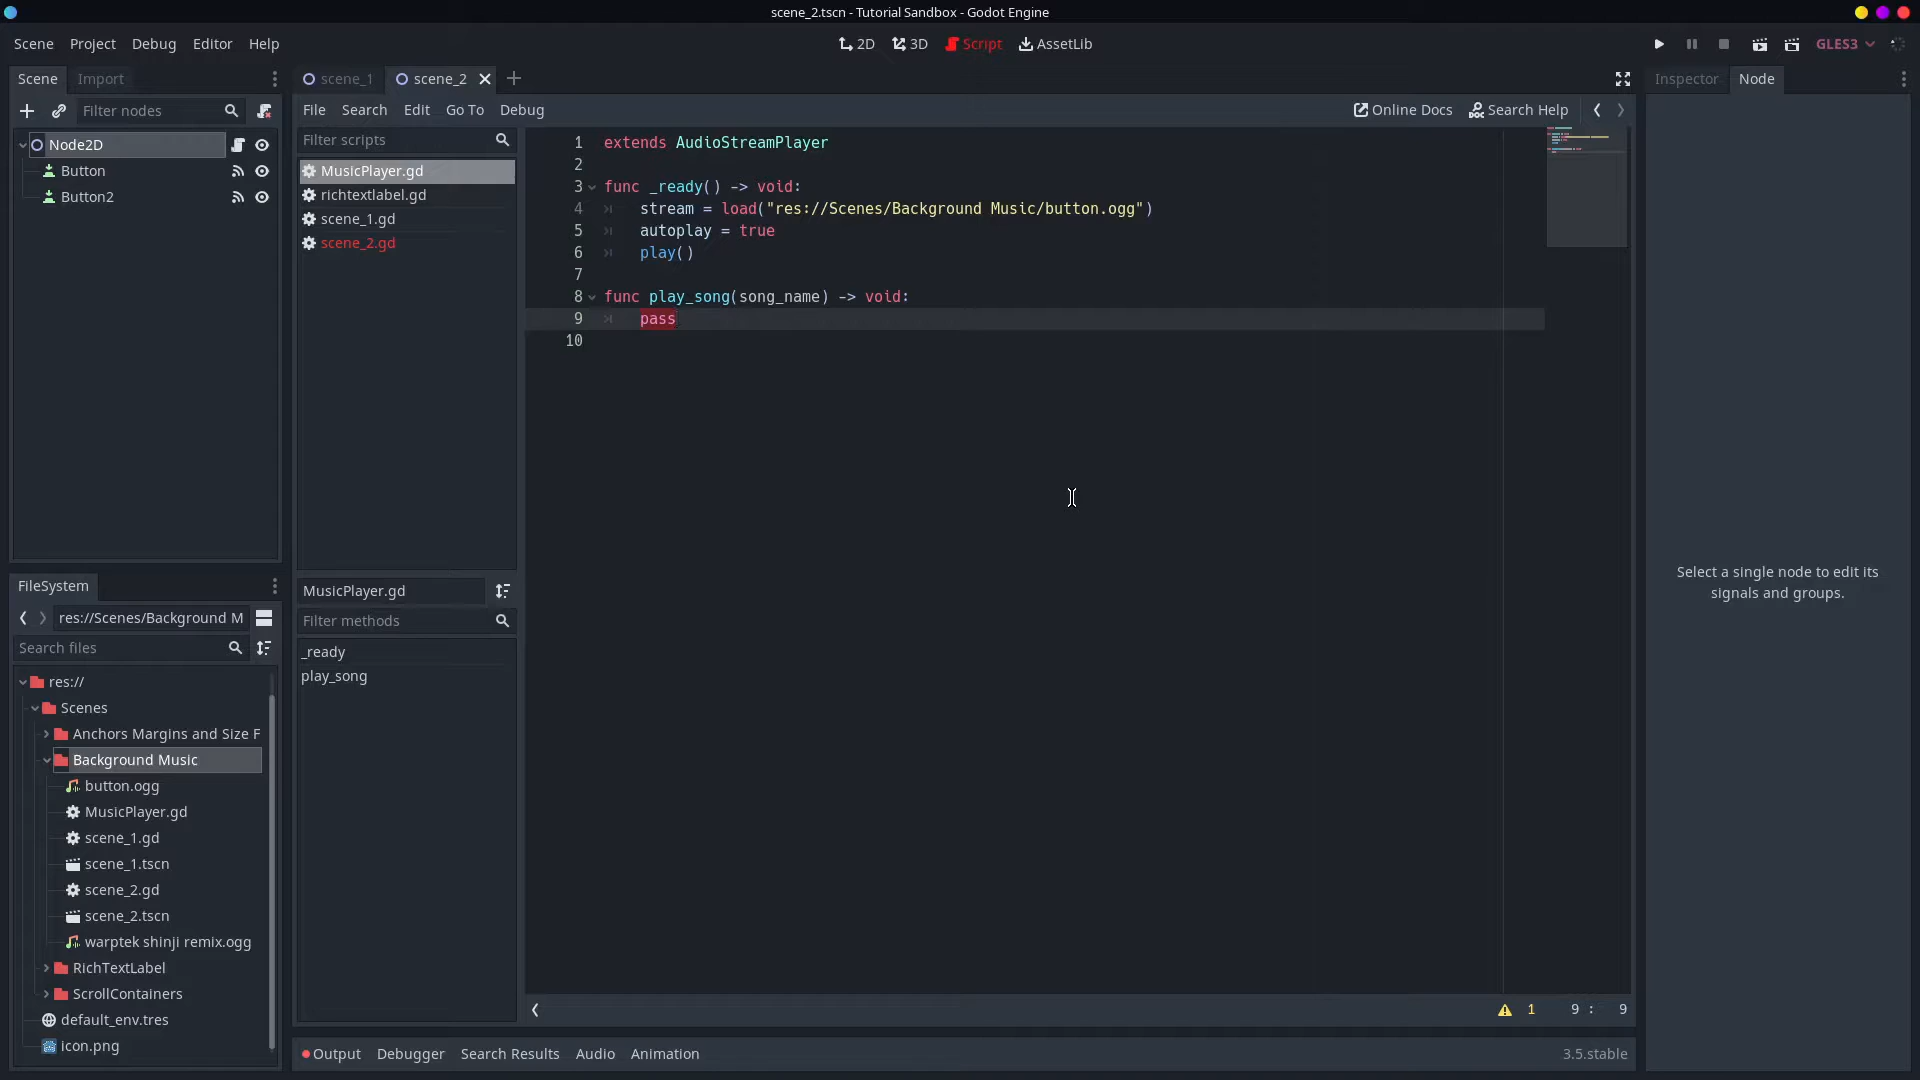 scene_2.tscn - Tutorial Sandbox - Godot Engine
Scene Project Debug Editor Help
2D 3D Script AssetLib
GLES3
Scene Import
scene_1 scene_2
Inspector Node
Filter nodes
File Search Edit Go To Debug
Online Docs Search Help
Node2D
Button
Button2
Filter scripts
MusicPlayer.gd
richtextlabel.gd
scene_1.gd
scene_2.gd
1 extends AudioStreamPlayer
2
3 func _ready() -> void:
4 stream = load("res://Scenes/Background Music/button.ogg")
5 autoplay = true
6 play()
7
8 func play_song(song_name) -> void:
9 pass
10
Select a single node to edit its
signals and groups.
FileSystem
res://Scenes/Background M
Search files
res://
Scenes
Anchors Margins and Size F
Background Music
button.ogg
MusicPlayer.gd
scene_1.gd
scene_1.tscn
scene_2.gd
scene_2.tscn
warptek shinji remix.ogg
RichTextLabel
ScrollContainers
default_env.tres
icon.png
MusicPlayer.gd
Filter methods
_ready
play_song
1 9 : 9
Output Debugger Search Results Audio Animation
3.5.stable